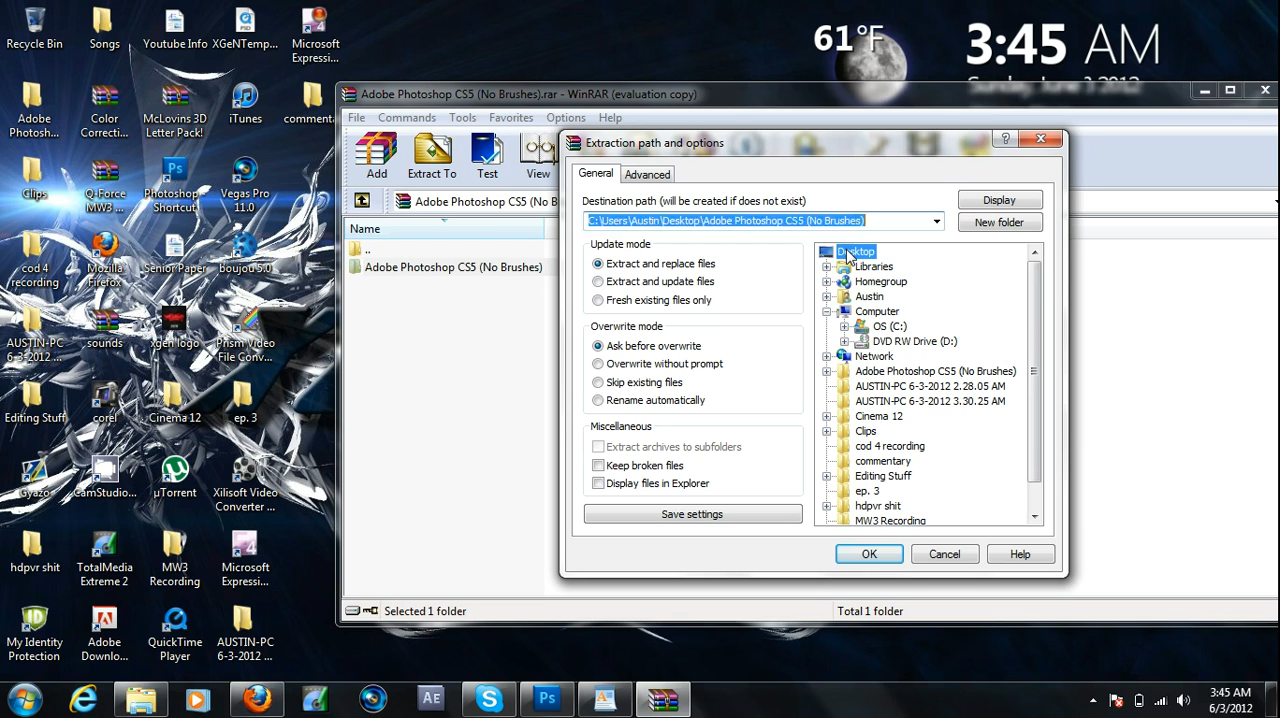 Recycle Bin
Songs
Youtube Info
XGeNTemp...
Microsoft
Expressi...
61°F
3:45 AM
Adobe
Photosh...
Color
Correcti...
McLovins 3D
Letter Pack!
iTunes
commenta
Clips
Q-Force
MW3 ...
Photoshop -
Shortcut
Vegas Pro
11.0
cod 4
recording
Mozilla
Firefox
Senior Paper
Boujou 5.0
AUSTIN-PC
6-3-2012 ...
sounds
xgen logo
Prism Video
File Conv...
Editing Stuff
corel
Cinema 12
ep. 3
Gyazo
CamStudio...
µTorrent
Xilisoft Video
Converter ...
hdpvr shit
TotalMedia
Extreme 2
MW3
Recording
Microsoft
Expressi...
My Identity
Protection
Adobe
Downlo...
QuickTime
Player
AUSTIN-PC
6-3-2012 ...
Adobe Photoshop CS5 (No Brushes).rar - WinRAR (evaluation copy)
File Commands Tools Favorites Options Help
Add Extract To Test View
Adobe Photoshop CS5 (No B
Name
..
Adobe Photoshop CS5 (No Brushes)
Selected 1 folder
Total 1 folder
Extraction path and options
General Advanced
Destination path (will be created if does not exist)
C:\Users\Austin\Desktop\Adobe Photoshop CS5 (No Brushes)
Display
New folder
Update mode
Extract and replace files
Extract and update files
Fresh existing files only
Overwrite mode
Ask before overwrite
Overwrite without prompt
Skip existing files
Rename automatically
Miscellaneous
Extract archives to subfolders
Keep broken files
Display files in Explorer
Save settings
Desktop
Libraries
Homegroup
Austin
Computer
OS (C:)
DVD RW Drive (D:)
Network
Adobe Photoshop CS5 (No Brushes)
AUSTIN-PC 6-3-2012 2.28.05 AM
AUSTIN-PC 6-3-2012 3.30.25 AM
Cinema 12
Clips
cod 4 recording
commentary
Editing Stuff
ep. 3
hdpvr shit
MW3 Recording
OK Cancel Help
Ae
Ps
3:45 AM
6/3/2012